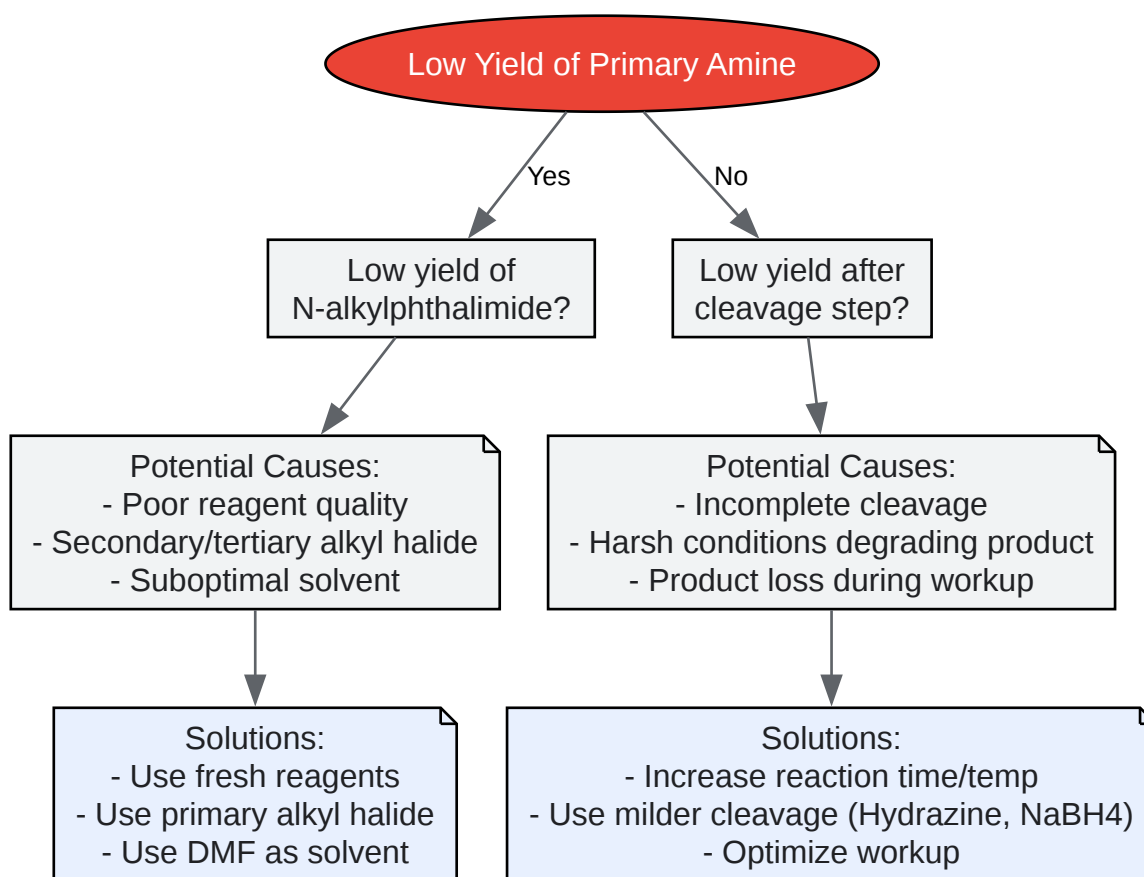 Low Yield of Primary Amine
Yes
No
Low yield of
N-alkylphthalimide?
Low yield after
cleavage step?
Potential Causes:
- Poor reagent quality
- Secondary/tertiary alkyl halide
- Suboptimal solvent
Potential Causes:
- Incomplete cleavage
- Harsh conditions degrading product
- Product loss during workup
Solutions:
- Use fresh reagents
- Use primary alkyl halide
- Use DMF as solvent
Solutions:
- Increase reaction time/temp
- Use milder cleavage (Hydrazine, NaBH4)
- Optimize workup